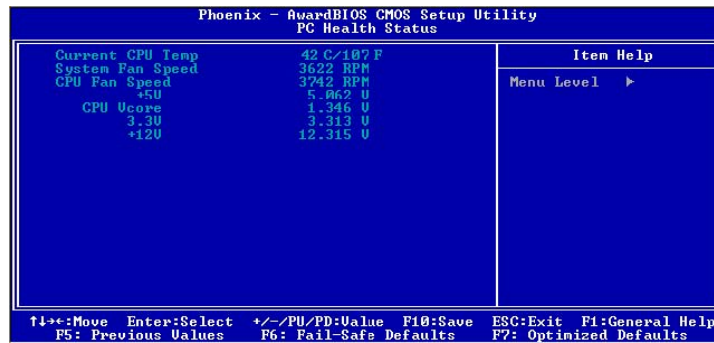 Phoenix - AwardBIOS CMOS Setup Utility
PC Health Status
Current CPU Temp 42 C/107 F
System Fan Speed 3622 RPM
CPU Fan Speed 3742 RPM
+5V 5.062 V
CPU Vcore 1.346 V
3.3V 3.313 V
+12V 12.315 V
Item Help
Menu Level ▶
↑↓→←:Move Enter:Select +/-/PU/PD:Value F10:Save ESC:Exit F1:General Help
F5: Previous Values F6: Fail-Safe Defaults F7: Optimized Defaults